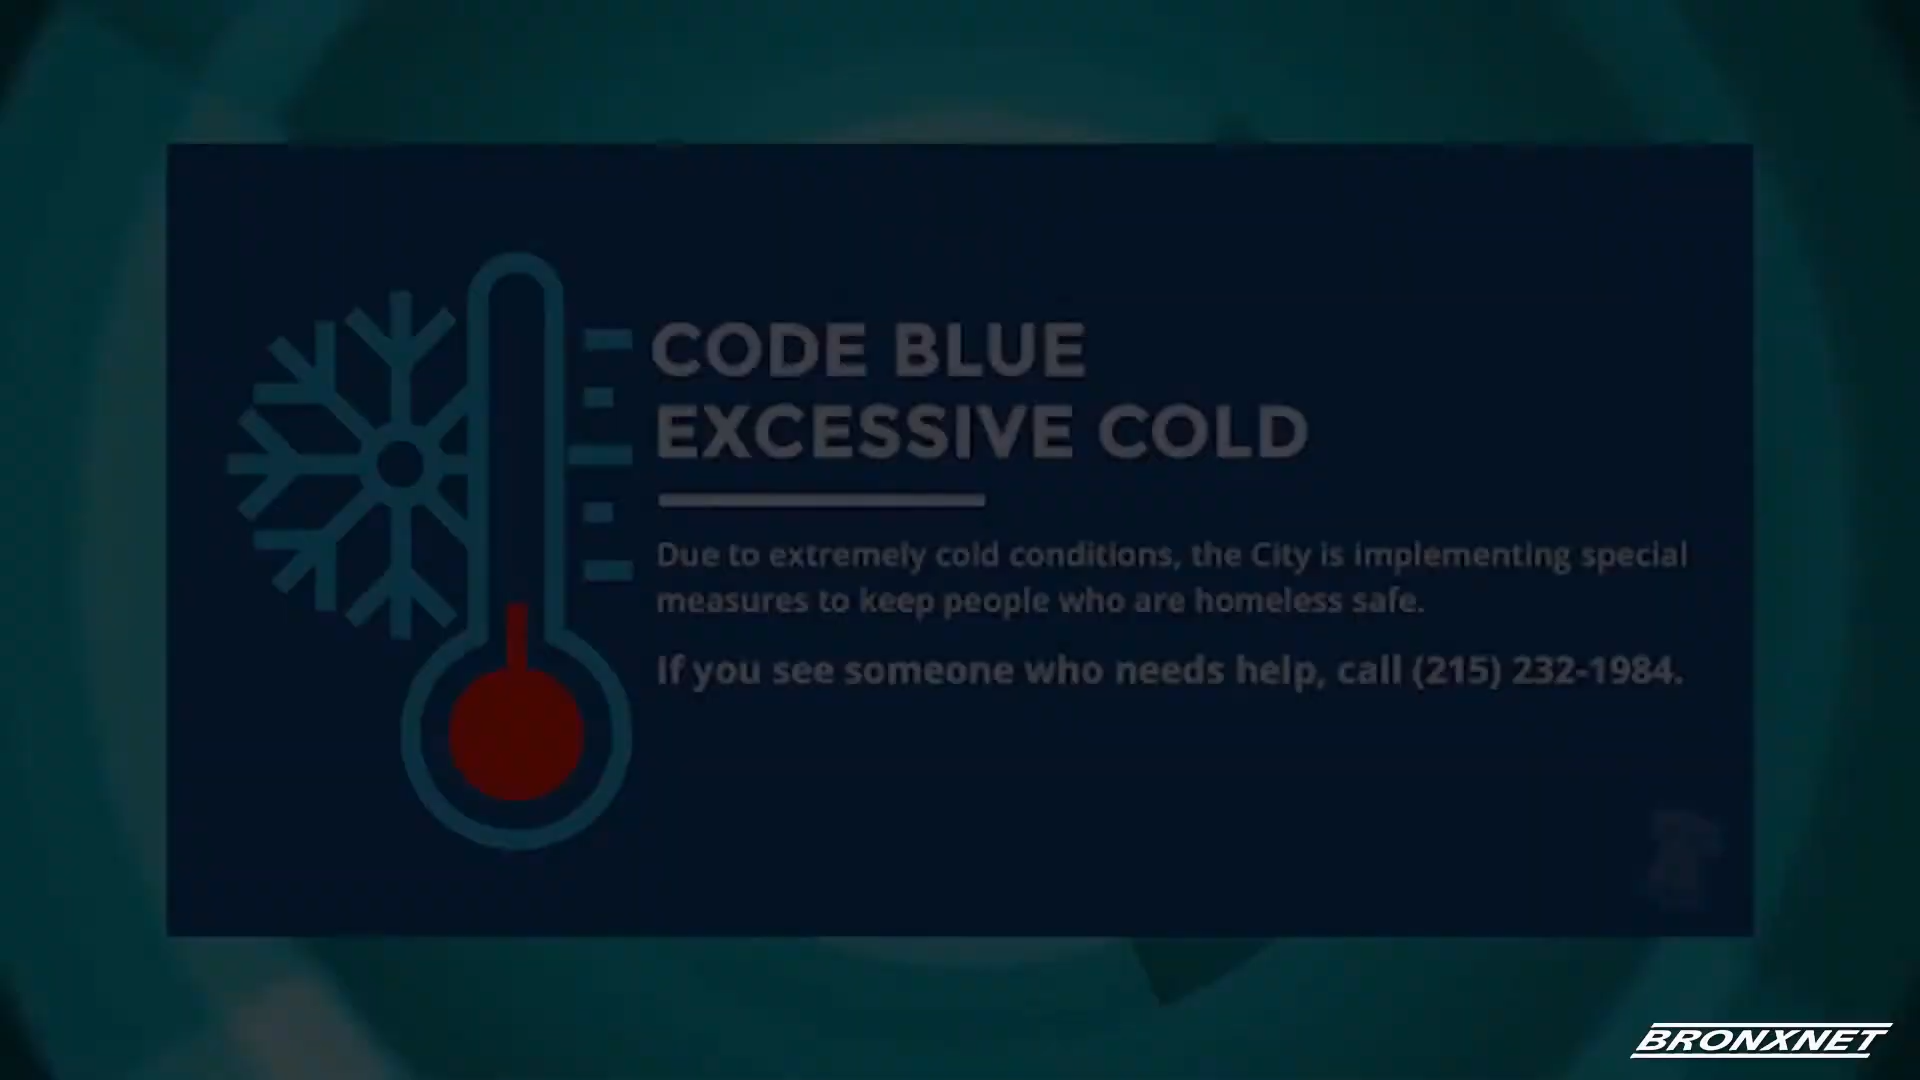 CODE BLUE
EXCESSIVE COLD
Due to extremely cold conditions, the City is implementing special
measures to keep people who are homeless safe.
If you see someone who needs help, call (215) 232-1984.
BRONXNET